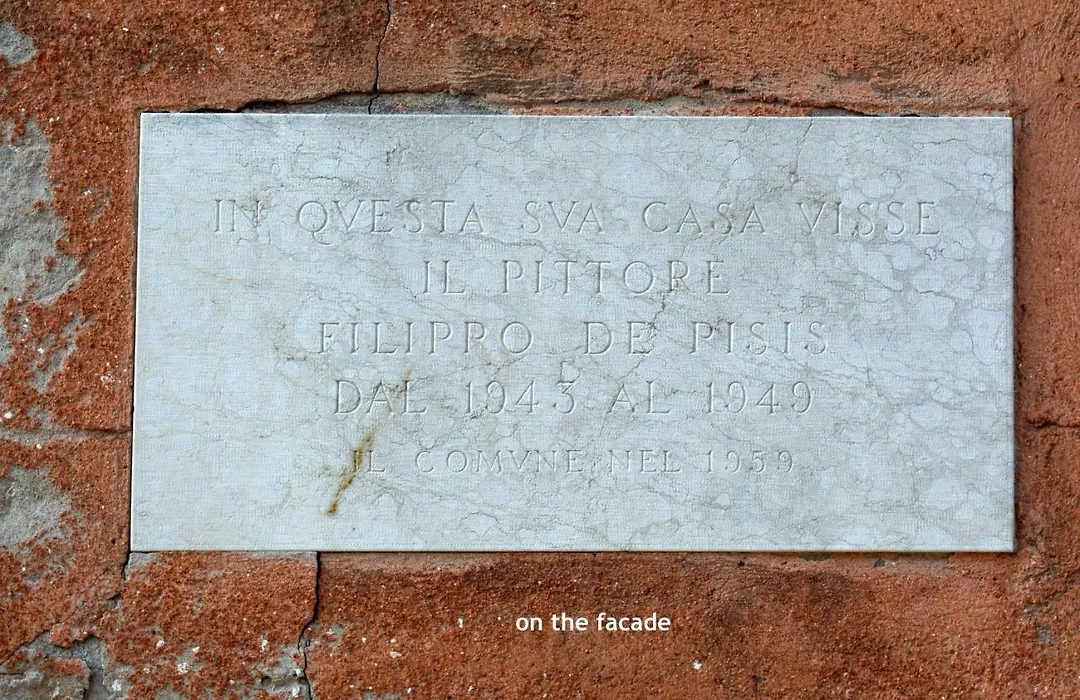 IN QVESTA SVA CASA VISSE
IL PITTORE
FILIPPO DE PISIS
DAL 1943 AL 1949
IL COMVNE NEL 1959
on the facade